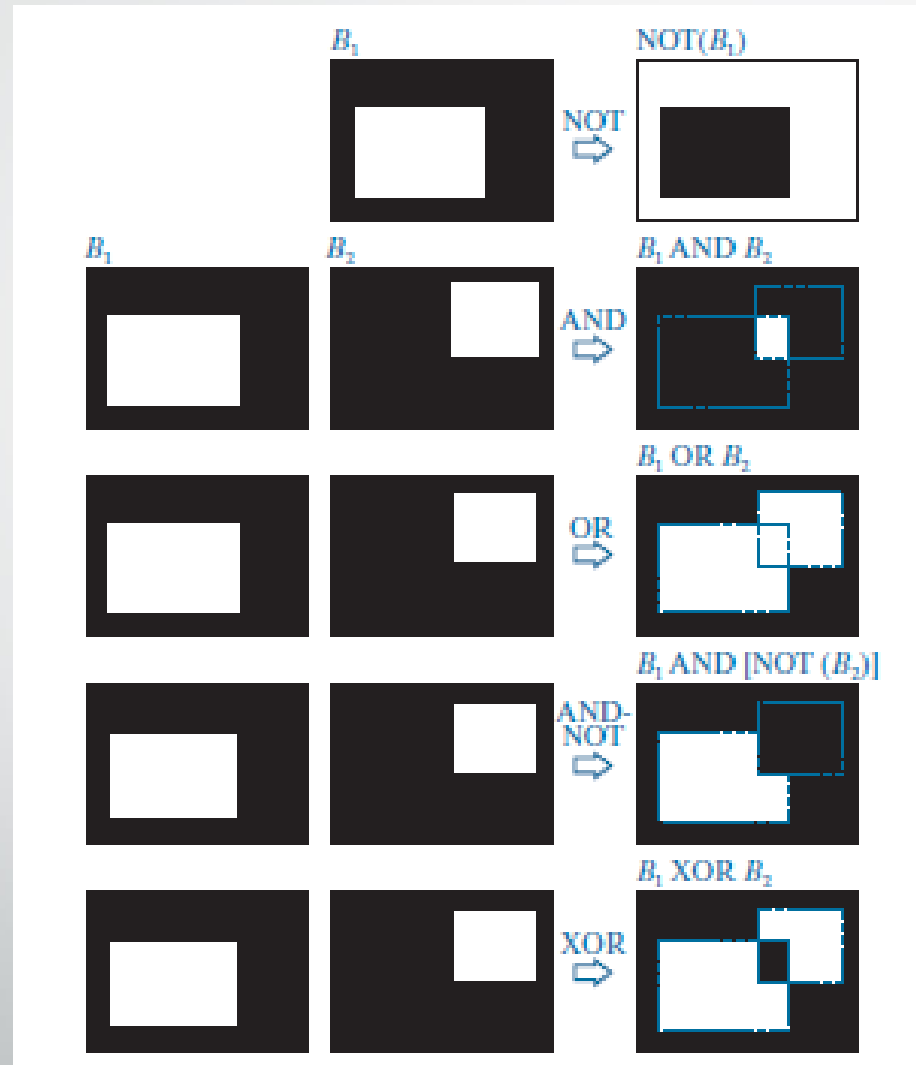 B₁ NOT(B₁)
NOT
B₁ B₂ B₁ AND B₂
AND
B₁ OR B₂
OR
B₁ AND [NOT (B₂)]
AND-
NOT
B₁ XOR B₂
XOR